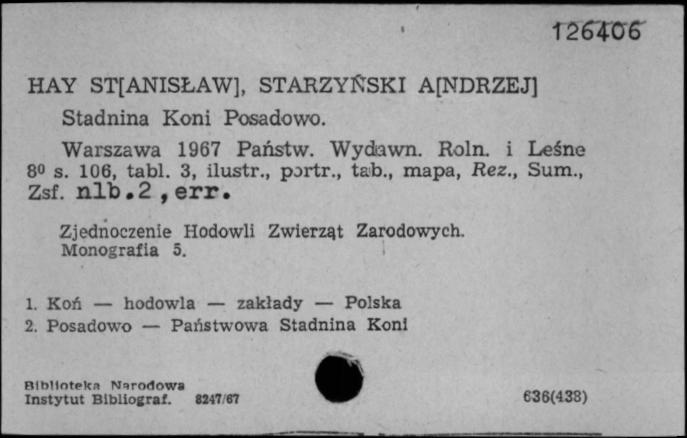 126406
HAY ST[ANISŁAW], STARZYŃSKI A[NDRZEJ]
Stadnina Koni Posadowo.
Warszawa 1967 Państw. Wydawn. Roln. i Leśne
8º s. 106, tabl. 3, ilustr., portr., tab., mapa, Rez., Sum.,
Zsf. nlb.2, err.
Zjednoczenie Hodowli Zwierząt Zarodowych.
Monografia 5.
1. Koń — hodowla — zakłady — Polska
2. Posadowo — Państwowa Stadnina Koni
Biblioteka Narodowa
Instytut Bibliograf. 8247/67 636(438)